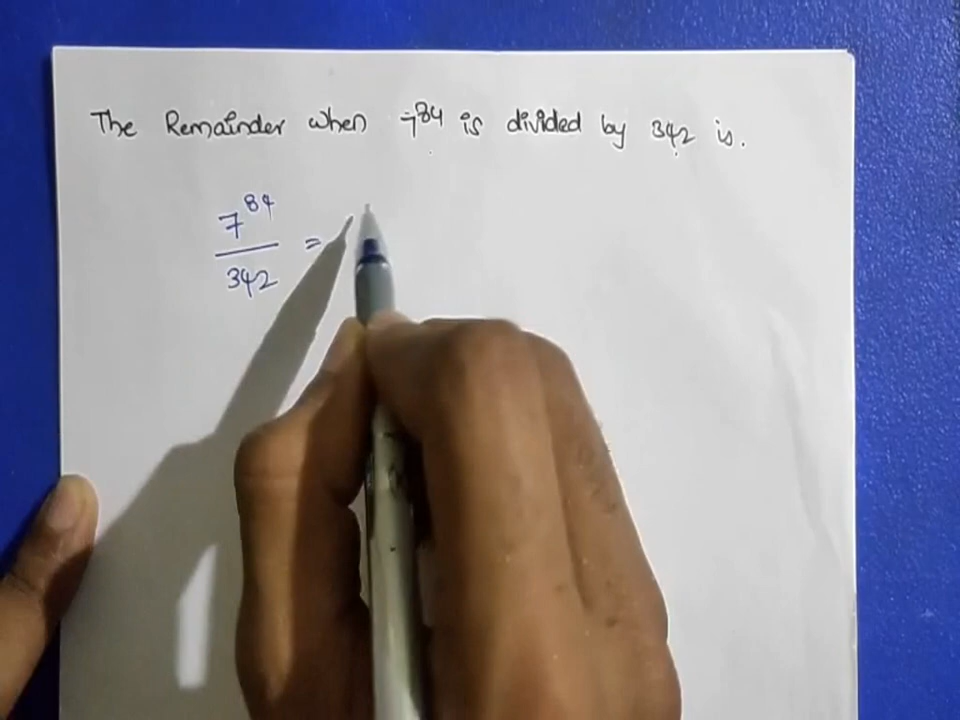 The Remainder when 7^84 is divided by 342 is.
7^84
342
=